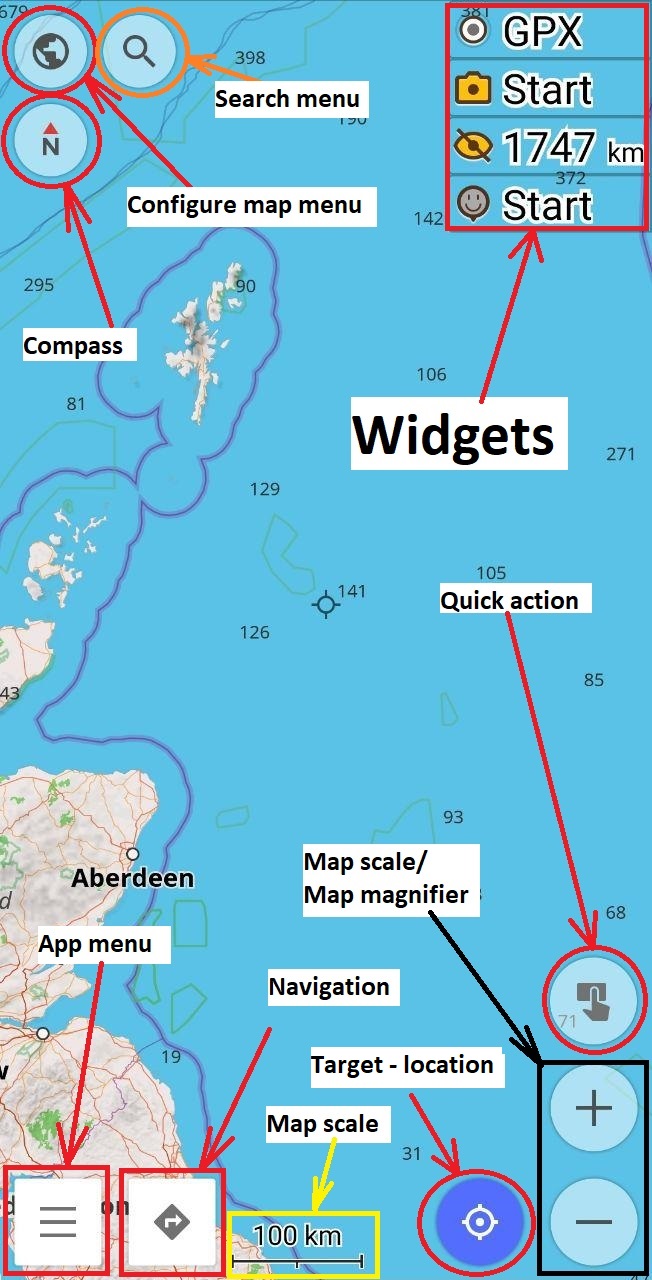 679
381
GPX
398
Start
Search menu
190
1747 km
372
Start
Configure map menu
142
295
90
Compass
106
81
Widgets
271
129
105
141
Quick action
126
85
43
93
Map scale/
Map magnifier
Aberdeen
68
App menu
Navigation
71
19
Target - location
Map scale
31
100 km